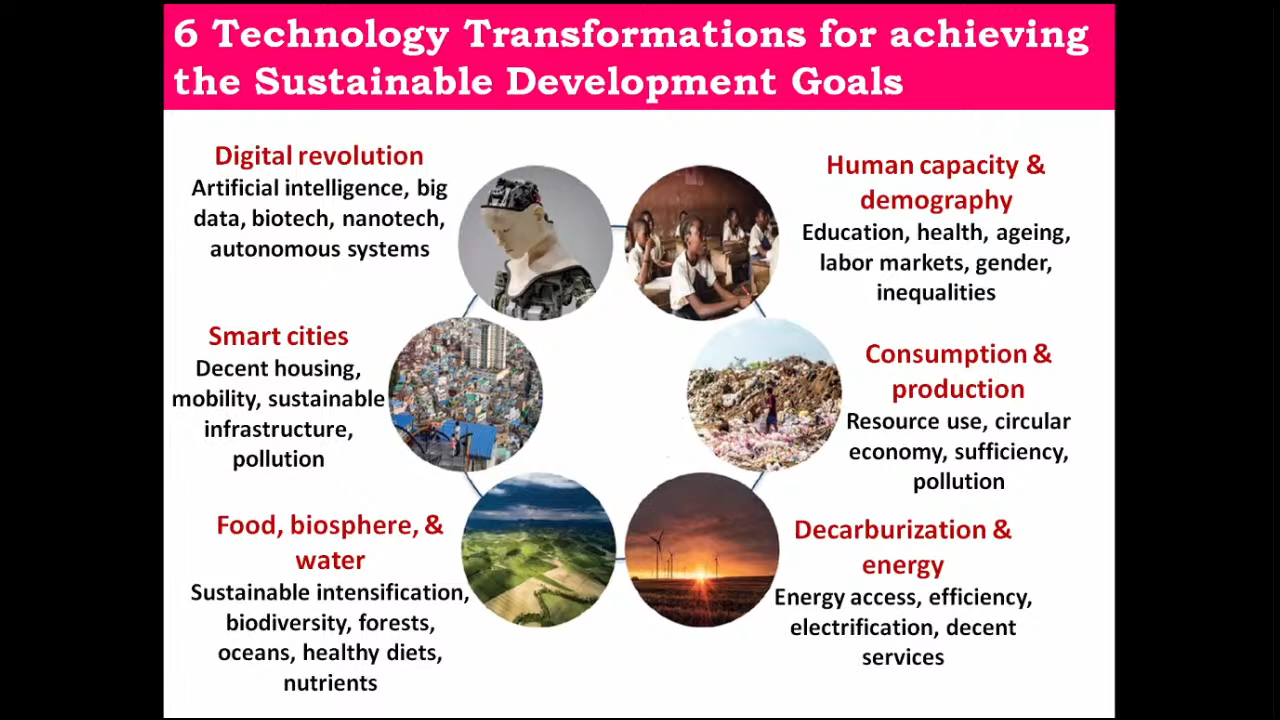 6 Technology Transformations for achieving
the Sustainable Development Goals
Digital revolution
Artificial intelligence, big
data, biotech, nanotech,
autonomous systems
Human capacity &
demography
Education, health, ageing,
labor markets, gender,
inequalities
Smart cities
Decent housing,
mobility, sustainable
infrastructure,
pollution
Consumption &
production
Resource use, circular
economy, sufficiency,
pollution
Food, biosphere, &
water
Sustainable intensification,
biodiversity, forests,
oceans, healthy diets,
nutrients
Decarburization &
energy
Energy access, efficiency,
electrification, decent
services